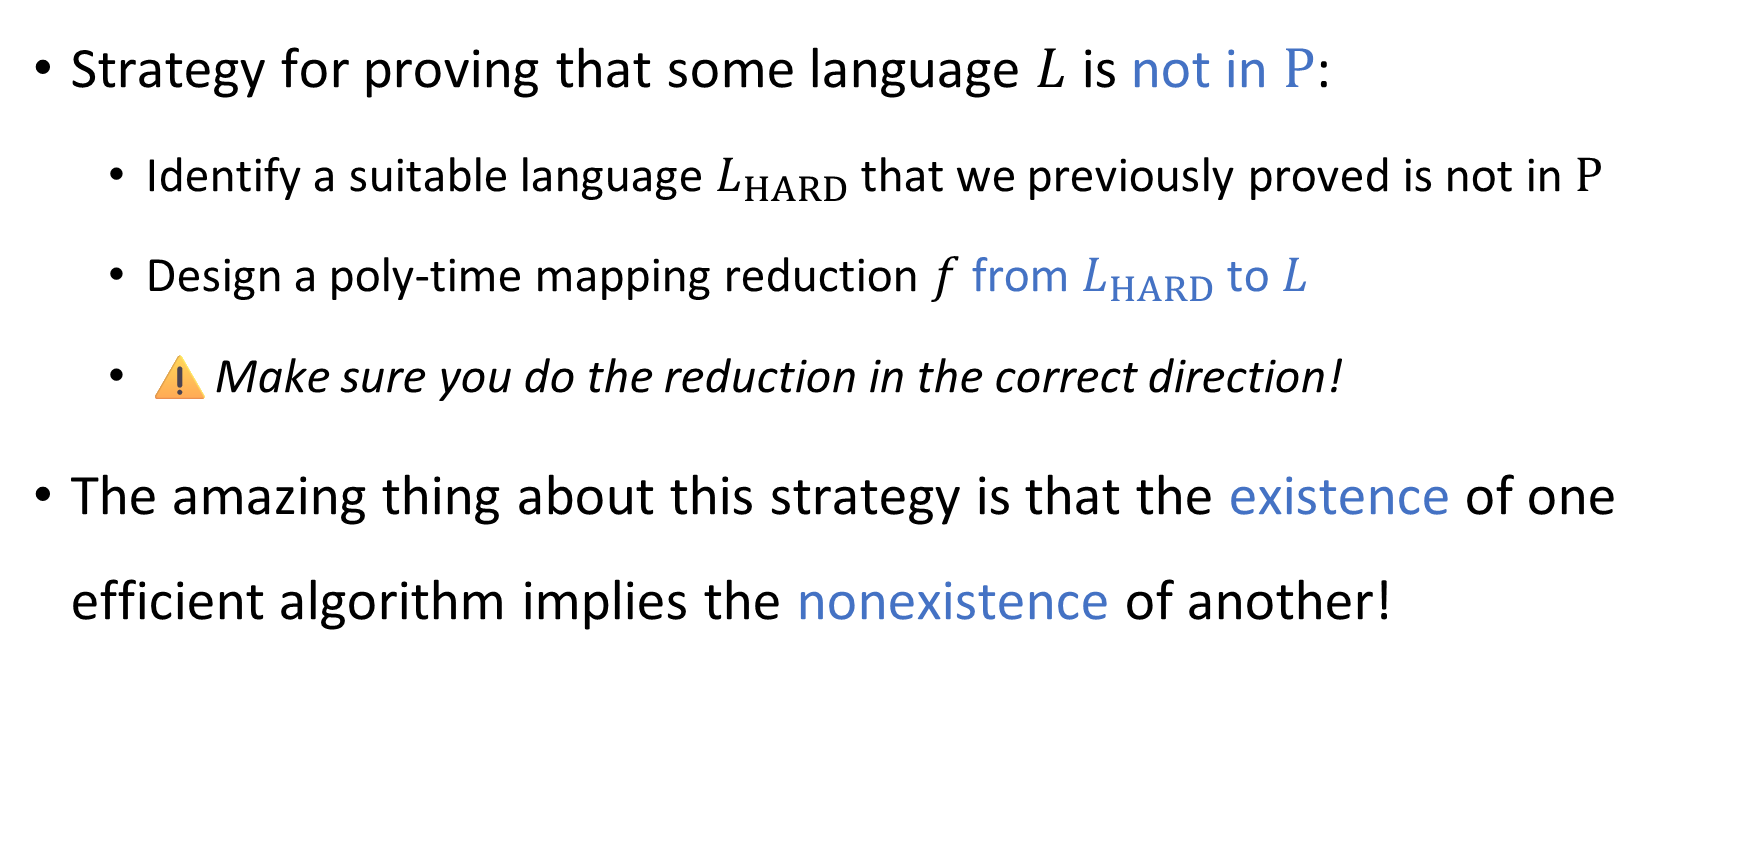 • Strategy for proving that some language L is not in P:
• Identify a suitable language L_HARD that we previously proved is not in P
• Design a poly-time mapping reduction f from L_HARD to L
• ⚠️ Make sure you do the reduction in the correct direction!
• The amazing thing about this strategy is that the existence of one
efficient algorithm implies the nonexistence of another!